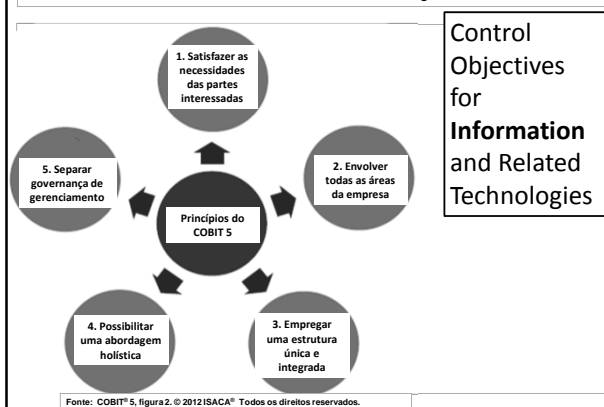 Control
Objectives
for
Information
and Related
Technologies
1. Satisfazer as
necessidades
das partes
interessadas
2. Envolver
todas as áreas
da empresa
3. Empregar
uma estrutura
única e
integrada
4. Possibilitar
uma abordagem
holística
5. Separar
governança de
gerenciamento
Princípios do
COBIT 5
Fonte: COBIT® 5, figura 2. © 2012 ISACA® Todos os direitos reservados.